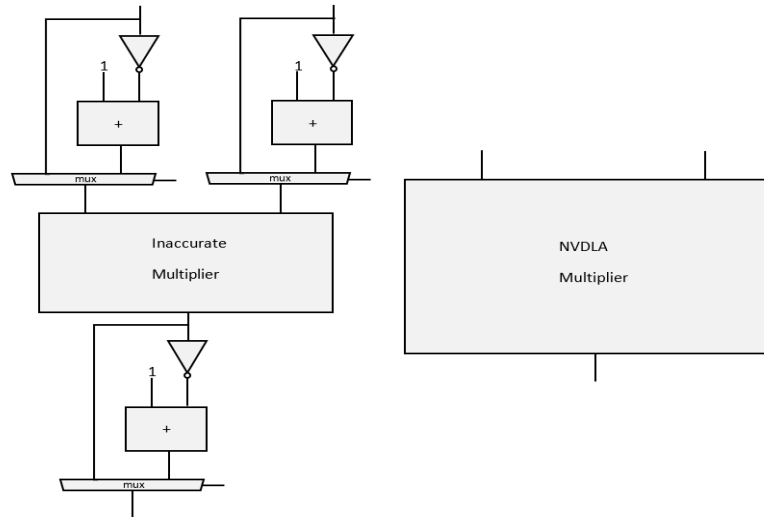 1
+
mux
1
+
mux
Inaccurate
Multiplier
1
+
mux
NVDLA
Multiplier